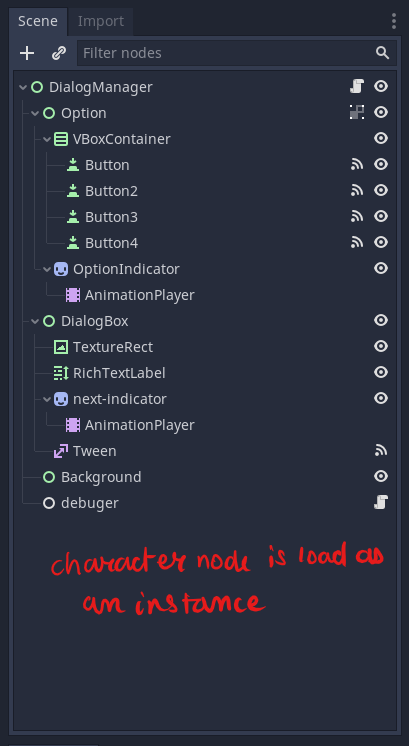 Scene Import
Filter nodes
DialogManager
Option
VBoxContainer
Button
Button2
Button3
Button4
OptionIndicator
AnimationPlayer
DialogBox
TextureRect
RichTextLabel
next-indicator
AnimationPlayer
Tween
Background
debuger
character node is load as
an instance